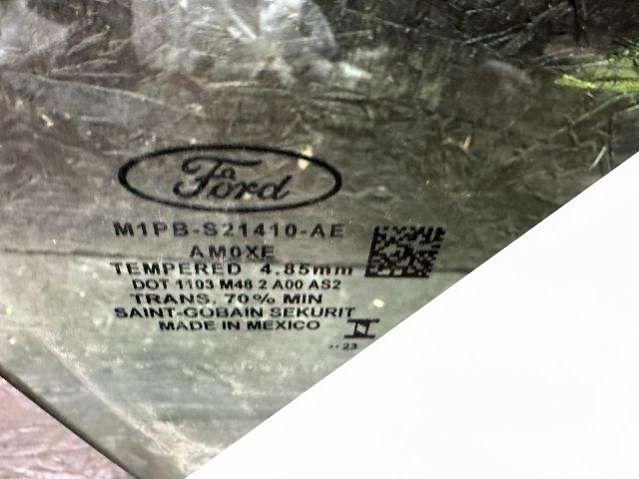 Ford
M1PB-S21410-AE
AM0XE
TEMPERED 4.85mm
DOT 1103 M48 2 A00 AS2
TRANS. 70% MIN
SAINT-GOBAIN SEKURIT
MADE IN MEXICO
.. 23